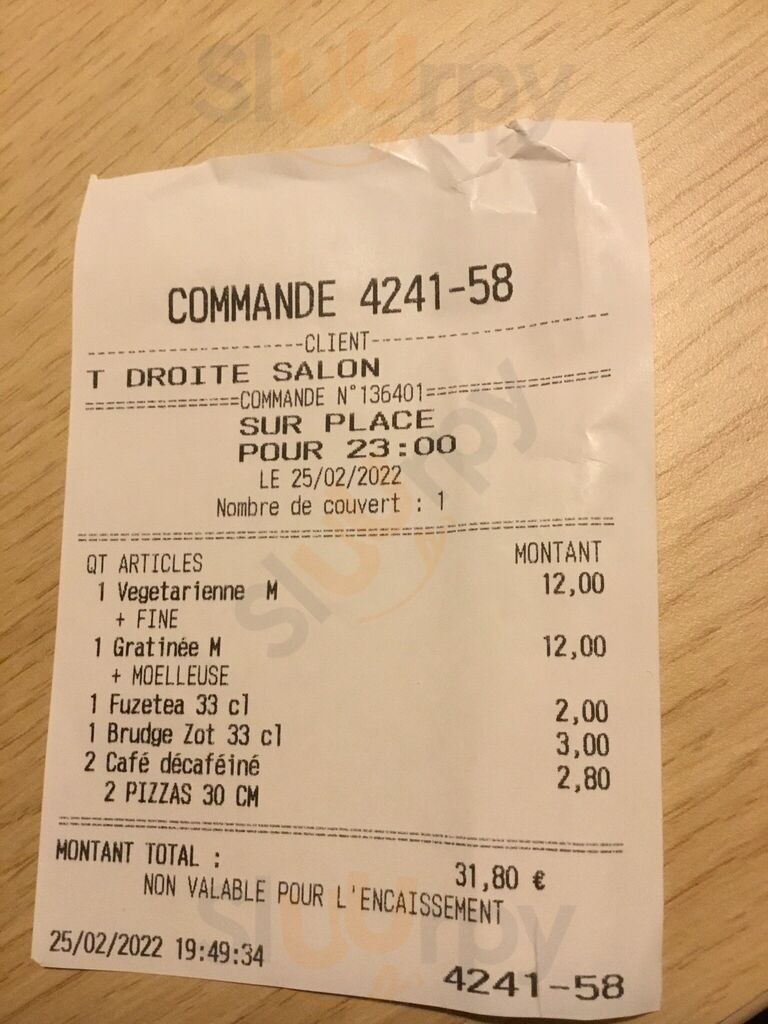 Sluurpy
COMMANDE 4241-58
CLIENT
T DROITE SALON
COMMANDE N°136401
SUR PLACE
POUR 23:00
LE 25/02/2022
Nombre de couvert : 1
Sluurpy
QT ARTICLES MONTANT
1 Vegetarienne M 12,00
+ FINE
1 Gratinée M 12,00
+ MOELLEUSE
1 Fuzetea 33 cl 2,00
1 Brudge Zot 33 cl 3,00
2 Café décaféiné 2,80
2 PIZZAS 30 CM
MONTANT TOTAL : 31,80 €
NON VALABLE POUR L'ENCAISSEMENT
Sluurpy
25/02/2022 19:49:34
4241-58